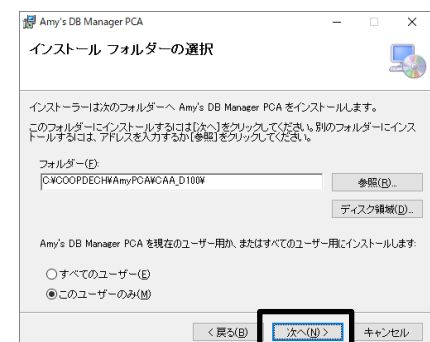 Amy's DB Manager PCA
インストール フォルダーの選択
インストーラーは次のフォルダーへ Amy's DB Manager PCA をインストールします。
このフォルダーにインストールするには[次へ]をクリックしてください。別のフォルダーにインス
トールするには、アドレスを入力するか[参照]をクリックしてください。
フォルダー(F):
C:¥COOPDECH¥AmyPCA¥CAA_D100¥
参照(R)...
ディスク領域(D)...
Amy's DB Manager PCA を現在のユーザー用か、またはすべてのユーザー用にインストールします:
すべてのユーザー(E)
このユーザーのみ(M)
< 戻る(B)
次へ(N) >
キャンセル